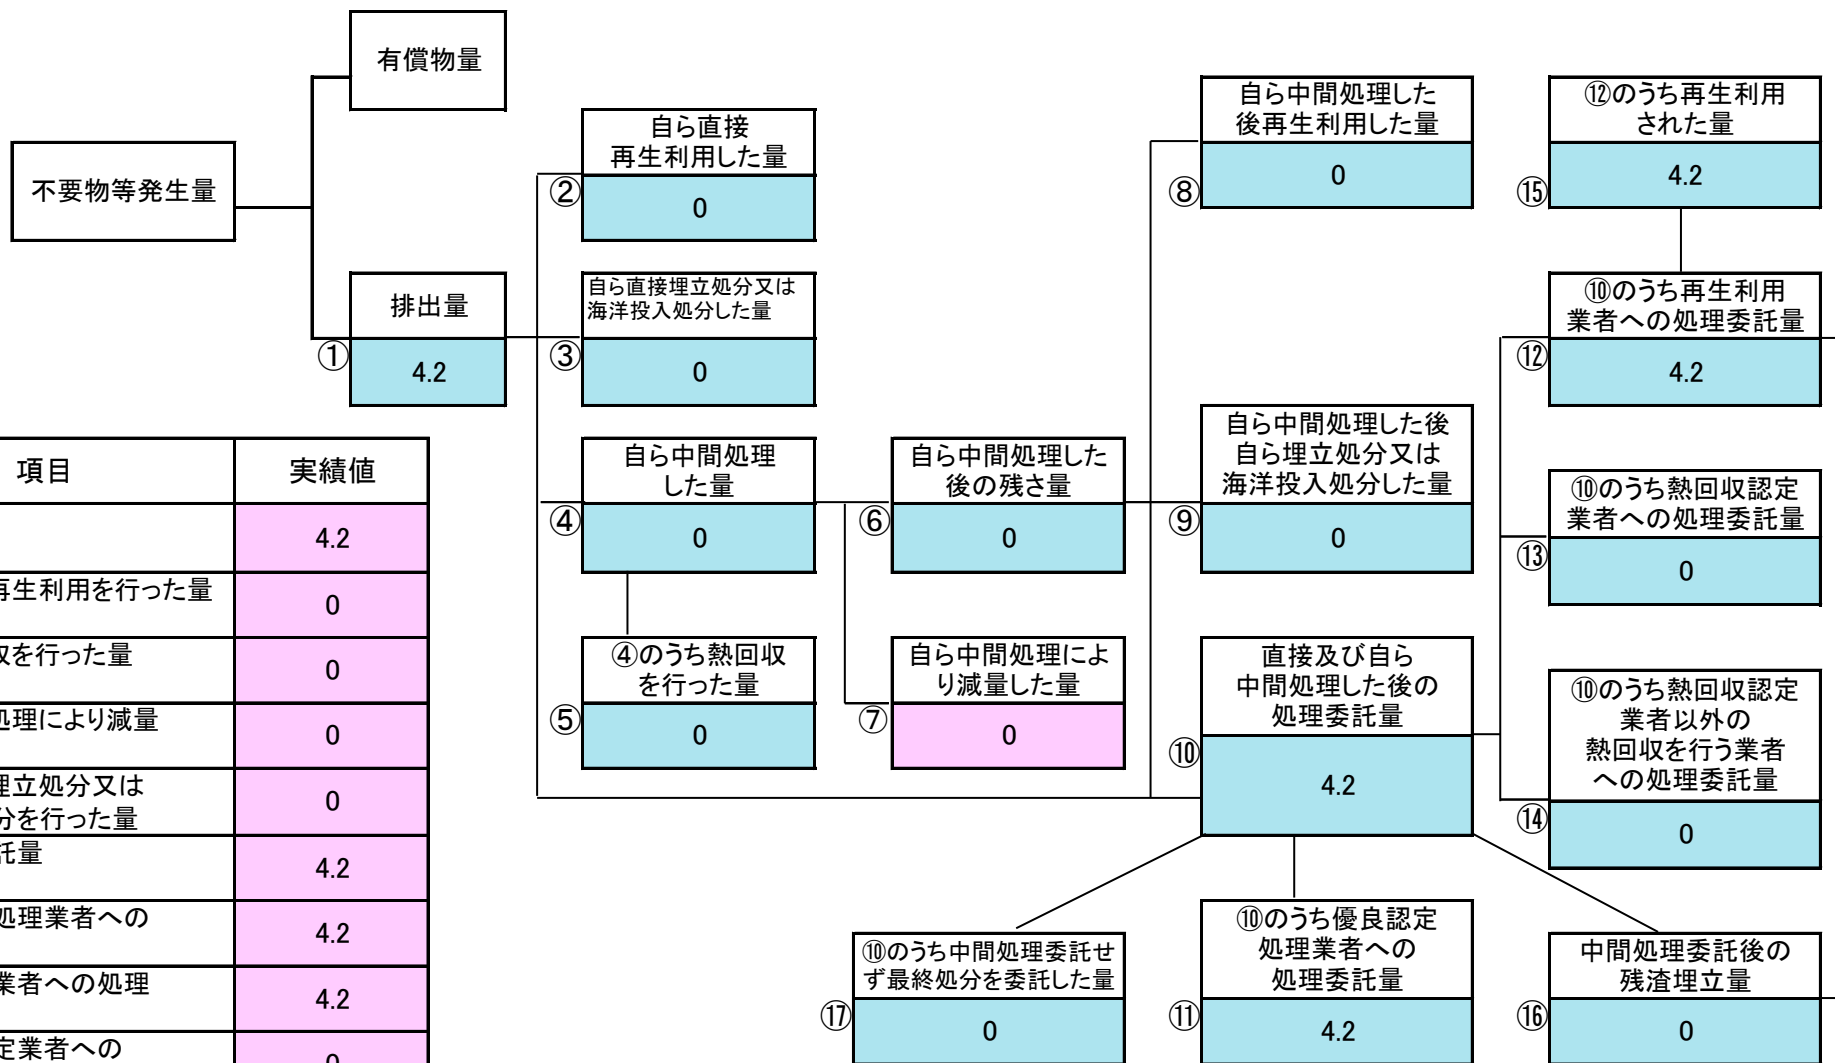 有償物量
不要物等発生量
排出量
①
4.2
自ら直接
再生利用した量
②
0
自ら直接埋立処分又は
海洋投入処分した量
③
0
自ら中間処理
した量
④
0
④のうち熱回収
を行った量
⑤
0
自ら中間処理した
後の残さ量
⑥
0
自ら中間処理によ
り減量した量
⑦
0
自ら中間処理した
後再生利用した量
⑧
0
自ら中間処理した後
自ら埋立処分又は
海洋投入処分した量
⑨
0
直接及び自ら
中間処理した後の
処理委託量
⑩
4.2
⑫のうち再生利用
された量
⑮
4.2
⑩のうち再生利用
業者への処理委託量
⑫
4.2
⑩のうち熱回収認定
業者への処理委託量
⑬
0
⑩のうち熱回収認定
業者以外の
熱回収を行う業者
への処理委託量
⑭
0
⑩のうち中間処理委託せ
ず最終処分を委託した量
⑰
0
⑩のうち優良認定
処理業者への
処理委託量
⑪
4.2
中間処理委託後の
残渣埋立量
⑯
0
項目 実績値
4.2
再生利用を行った量 0
収を行った量 0
処理により減量 0
埋立処分又は
分を行った量 0
託量 4.2
処理業者への 4.2
業者への処理 4.2
定業者への 0